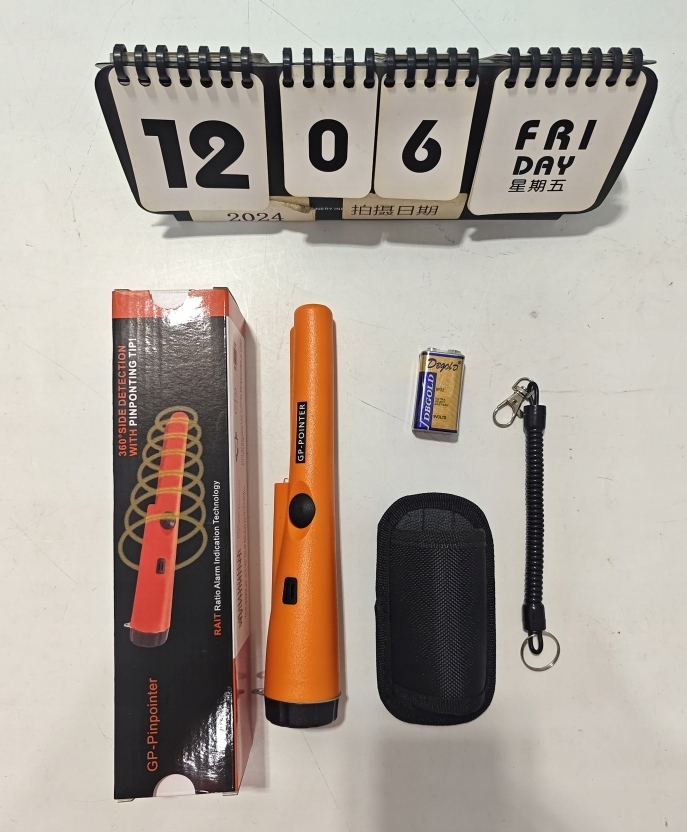 12
0
6
FRI
DAY
星期五
2024
拍摄日期
360°SIDE DETECTION
WITH PINPONTING TIP!
RAIT Ratio Alarm Indication Technology
GP-Pinpointer
GP-POINTER
Dbgold
DBGOLD